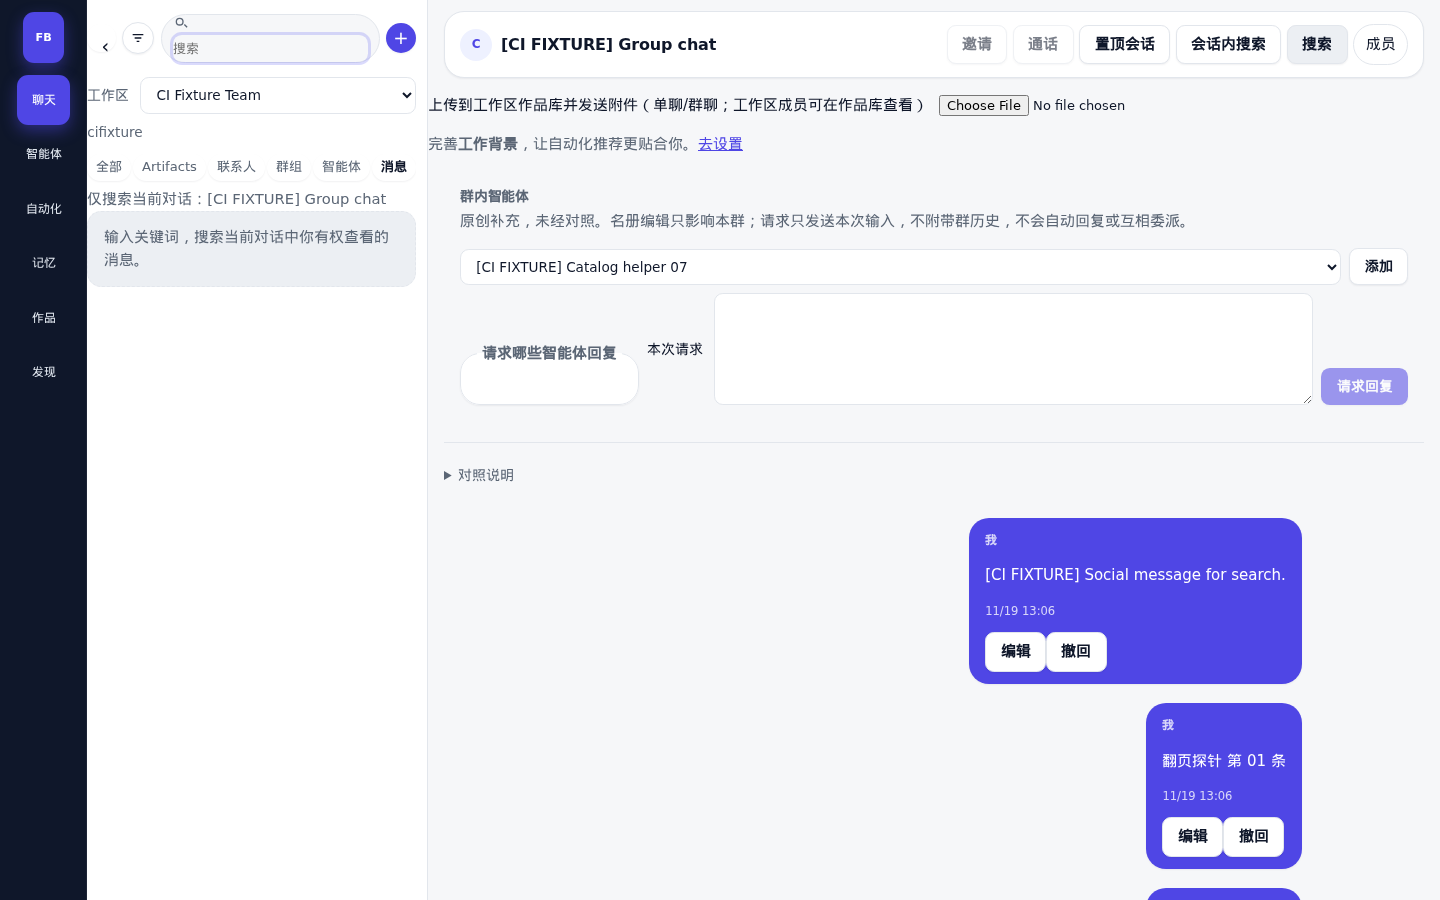 FB
聊天
智能体
自动化
记忆
作品
发现
搜索
工作区
CI Fixture Team
cifixture
全部
Artifacts
联系人
群组
智能体
消息
仅搜索当前对话：[CI FIXTURE] Group chat
输入关键词，搜索当前对话中你有权查看的
消息。
C
[CI FIXTURE] Group chat
邀请
通话
置顶会话
会话内搜索
搜索
成员
上传到工作区作品库并发送附件（单聊/群聊；工作区成员可在作品库查看）
Choose File No file chosen
完善工作背景，让自动化推荐更贴合你。去设置
群内智能体
原创补充，未经对照。名册编辑只影响本群；请求只发送本次输入，不附带群历史，不会自动回复或互相委派。
[CI FIXTURE] Catalog helper 07
添加
请求哪些智能体回复
本次请求
请求回复
对照说明
我
[CI FIXTURE] Social message for search.
11/19 13:06
编辑
撤回
我
翻页探针 第 01 条
11/19 13:06
编辑
撤回